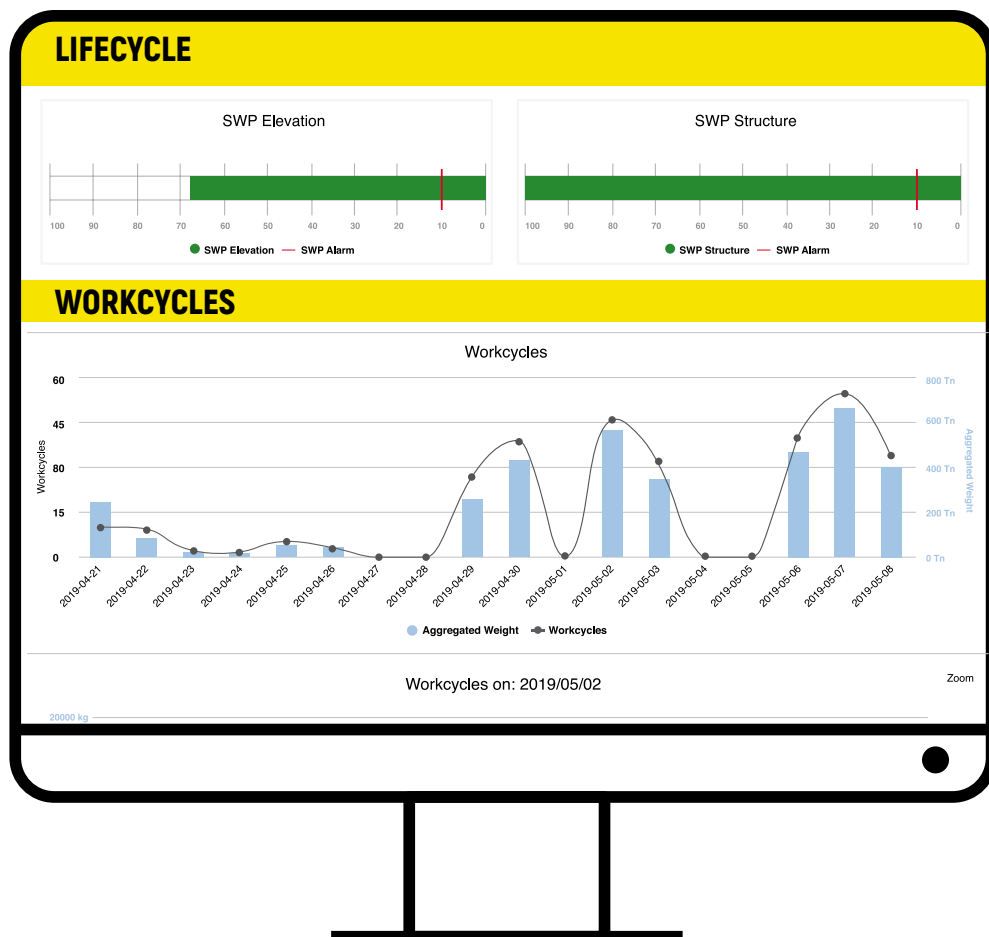 LIFECYCLE
SWP Elevation
100 90 80 70 60 50 40 30 20 10 0
SWP Elevation SWP Alarm
SWP Structure
100 90 80 70 60 50 40 30 20 10 0
SWP Structure SWP Alarm
WORKCYCLES
Workcycles
Workcycles
60
45
80
15
0
800 Tn
600 Tn
400 Tn
200 Tn
0 Tn
Aggregated Weight
2019-04-21 2019-04-22 2019-04-23 2019-04-24 2019-04-25 2019-04-26 2019-04-27 2019-04-28 2019-04-29 2019-04-30 2019-05-01 2019-05-02 2019-05-03 2019-05-04 2019-05-05 2019-05-06 2019-05-07 2019-05-08
Aggregated Weight Workcycles
Workcycles on: 2019/05/02
Zoom
20000 kg